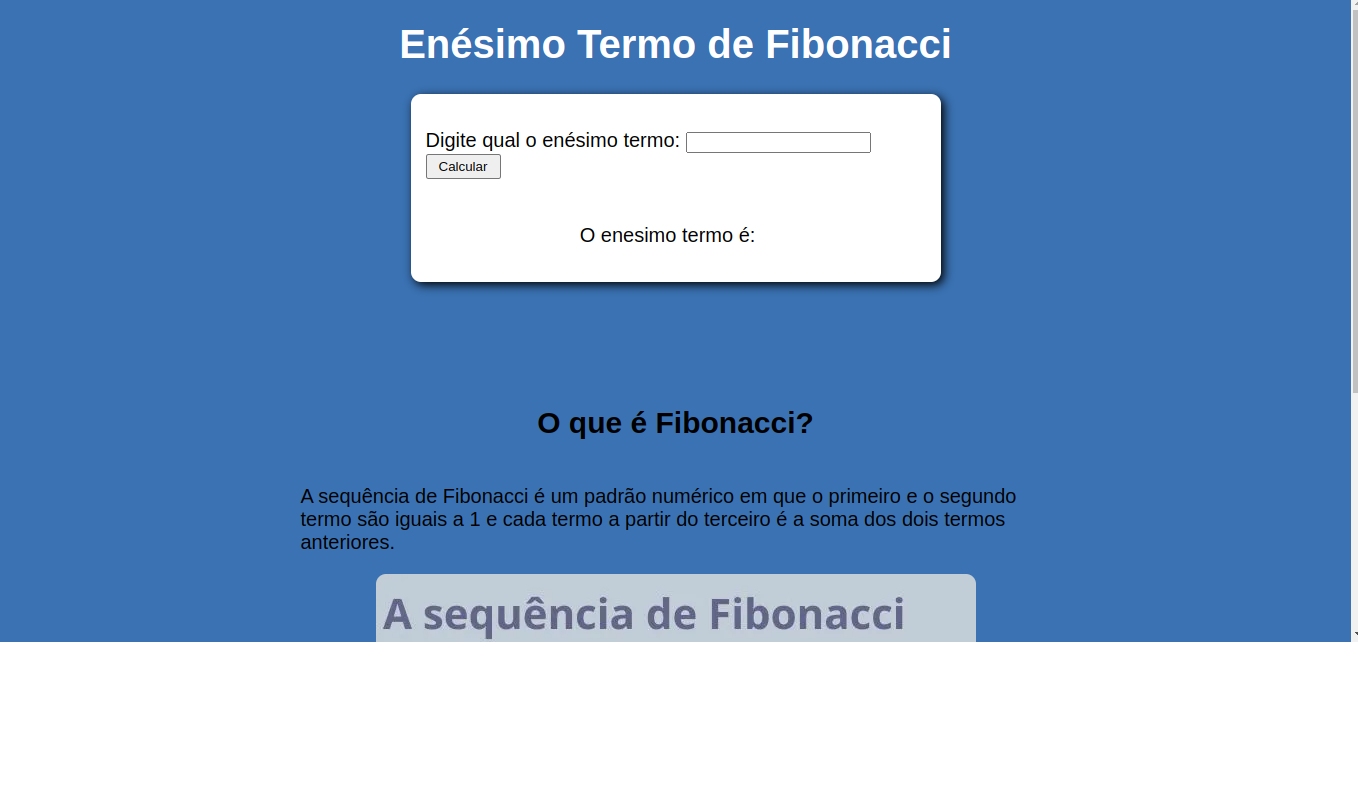 Enésimo Termo de Fibonacci
Digite qual o enésimo termo:
Calcular
O enesimo termo é:
O que é Fibonacci?
A sequência de Fibonacci é um padrão numérico em que o primeiro e o segundo
termo são iguais a 1 e cada termo a partir do terceiro é a soma dos dois termos
anteriores.
A sequência de Fibonacci